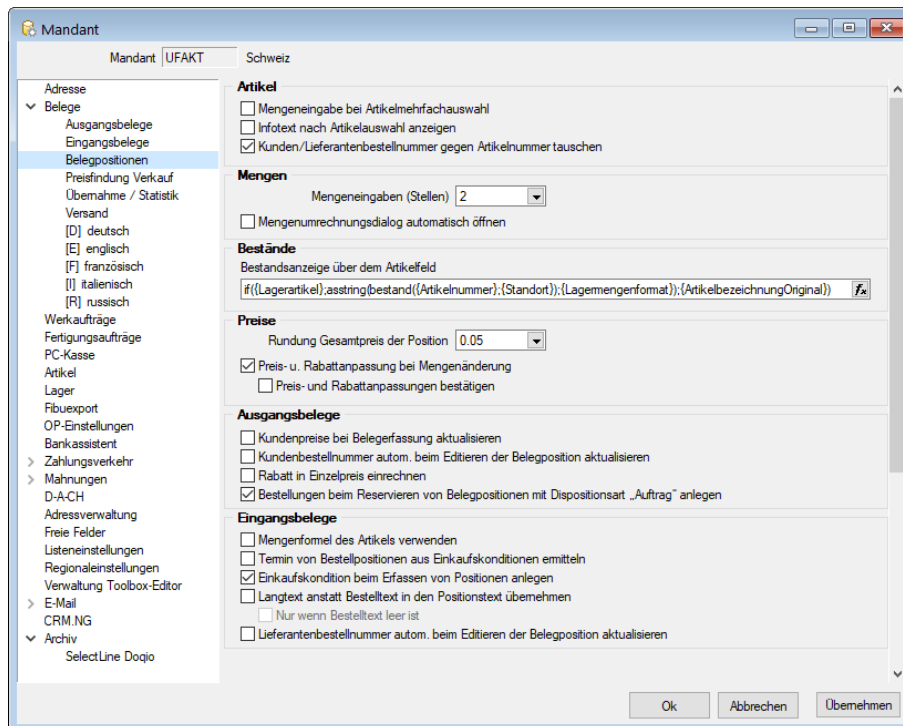 Mandant
Mandant UFAKT Schweiz
Adresse
Belege
Ausgangsbelege
Eingangsbelege
Belegpositionen
Preisfindung Verkauf
Übernahme / Statistik
Versand
[D] deutsch
[E] englisch
[F] französisch
[I] italienisch
[R] russisch
Werkaufträge
Fertigungsaufträge
PC-Kasse
Artikel
Lager
Fibuexport
OP-Einstellungen
Bankassistent
Zahlungsverkehr
Mahnungen
D-A-CH
Adressverwaltung
Freie Felder
Listeneinstellungen
Regionaleinstellungen
Verwaltung Toolbox-Editor
E-Mail
CRM.NG
Archiv
SelectLine Doqio
Artikel
Mengeneingabe bei Artikelmehrfachauswahl
Infotext nach Artikelauswahl anzeigen
Kunden/Lieferantenbestellnummer gegen Artikelnummer tauschen
Mengen
Mengeneingaben (Stellen) 2
Mengenumrechnungsdialog automatisch öffnen
Bestände
Bestandsanzeige über dem Artikelfeld
if({Lagerartikel};asstring(bestand({Artikelnummer};{Standort});{Lagermengenformat});{ArtikelbezeichnungOriginal}) fx
Preise
Rundung Gesamtpreis der Position 0.05
Preis- u. Rabattanpassung bei Mengenänderung
Preis- und Rabattanpassungen bestätigen
Ausgangsbelege
Kundenpreise bei Belegerfassung aktualisieren
Kundenbestellnummer autom. beim Editieren der Belegposition aktualisieren
Rabatt in Einzelpreis einrechnen
Bestellungen beim Reservieren von Belegpositionen mit Dispositionsart „Auftrag" anlegen
Eingangsbelege
Mengenformel des Artikels verwenden
Termin von Bestellpositionen aus Einkaufskonditionen ermitteln
Einkaufskondition beim Erfassen von Positionen anlegen
Langtext anstatt Bestelltext in den Positionstext übernehmen
Nur wenn Bestelltext leer ist
Lieferantenbestellnummer autom. beim Editieren der Belegposition aktualisieren
Ok Abbrechen Übernehmen